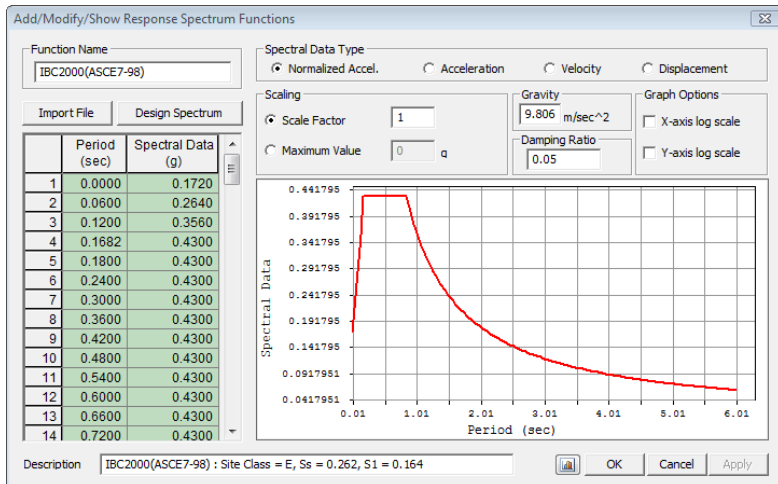 Add/Modify/Show Response Spectrum Functions
Function Name
IBC2000(ASCE7-98)
Import File Design Spectrum
Spectral Data Type
Normalized Accel. Acceleration Velocity Displacement
Scaling
Scale Factor 1
Maximum Value 0 g
Gravity
9.806 m/sec^2
Damping Ratio
0.05
Graph Options
X-axis log scale
Y-axis log scale
Period (sec) Spectral Data (g)
1 0.0000 0.1720
2 0.0600 0.2640
3 0.1200 0.3560
4 0.1682 0.4300
5 0.1800 0.4300
6 0.2400 0.4300
7 0.3000 0.4300
8 0.3600 0.4300
9 0.4200 0.4300
10 0.4800 0.4300
11 0.5400 0.4300
12 0.6000 0.4300
13 0.6600 0.4300
14 0.7200 0.4300
Spectral Data
0.441795
0.391795
0.341795
0.291795
0.241795
0.191795
0.141795
0.0917951
0.0417951
0.01 1.01 2.01 3.01 4.01 5.01 6.01
Period (sec)
Description IBC2000(ASCE7-98) : Site Class = E, Ss = 0.262, S1 = 0.164
OK Cancel Apply